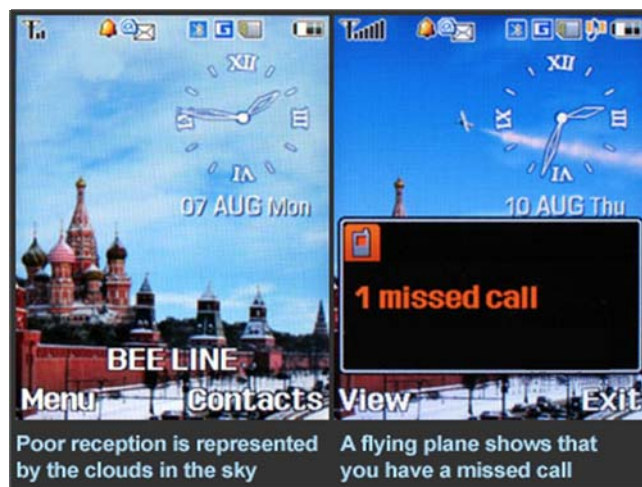 XII
III
VI
IX
07 AUG Mon
BEE LINE
Menu Contacts
XII
III
VI
IX
10 AUG Thu
1 missed call
View Exit
Poor reception is represented
by the clouds in the sky
A flying plane shows that
you have a missed call